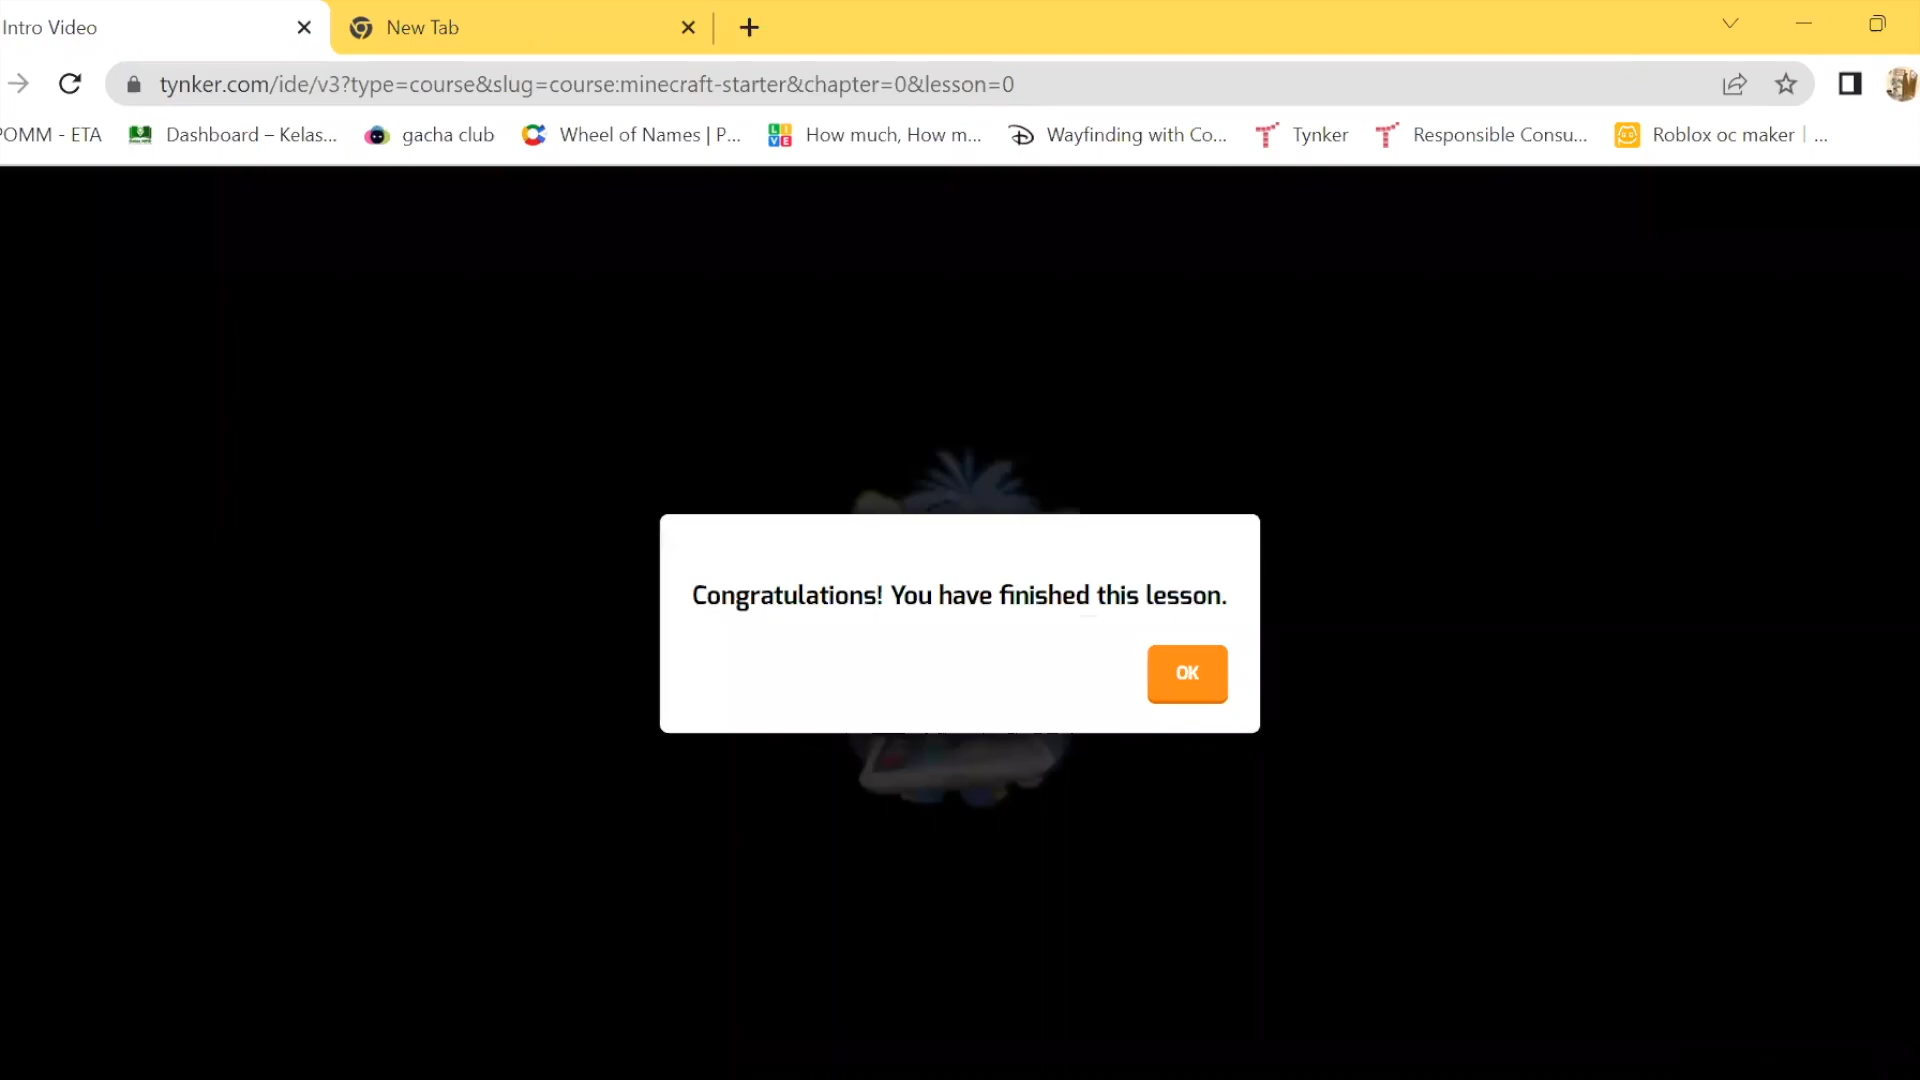 Intro Video
New Tab
tynker.com/ide/v3?type=course&slug=course:minecraft-starter&chapter=0&lesson=0
POMM - ETA
Dashboard – Kelas...
gacha club
Wheel of Names | P...
LIVE
How much, How m...
Wayfinding with Co...
Tynker
Responsible Consu...
Roblox oc maker | ...
Congratulations! You have finished this lesson.
OK